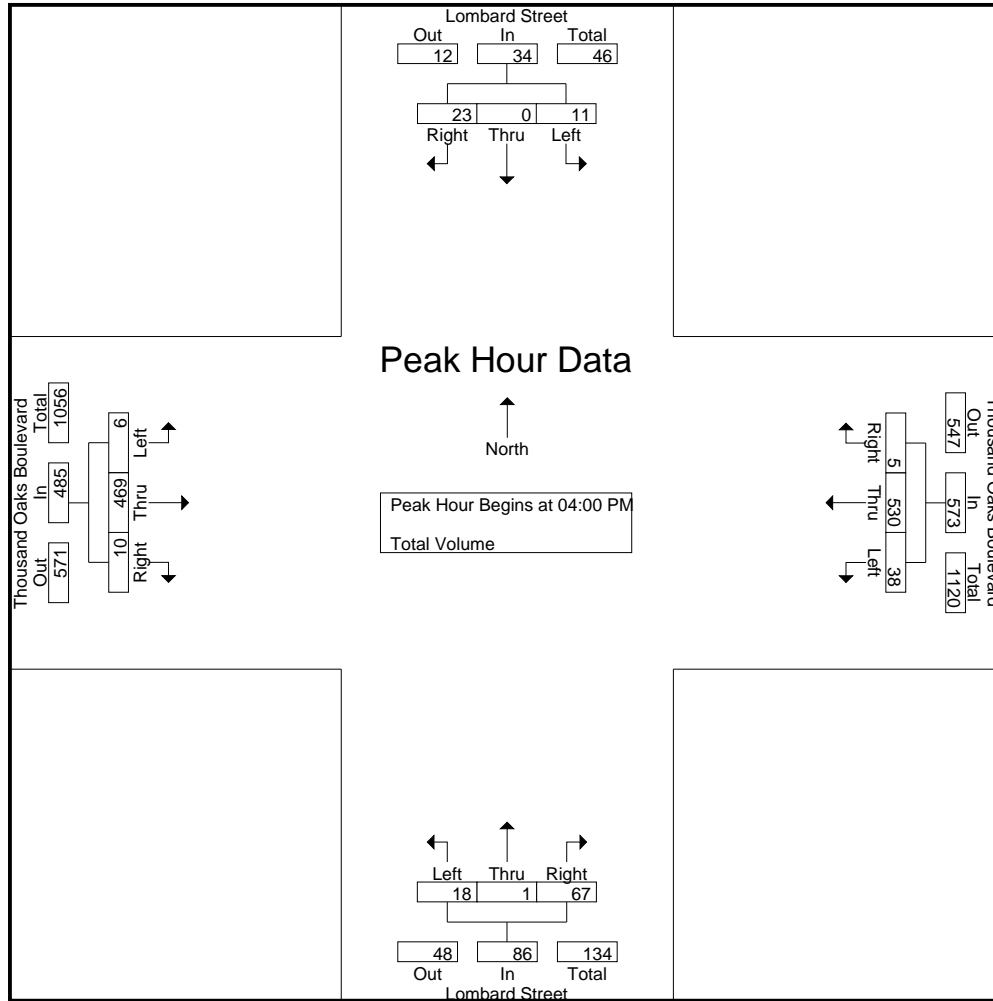 Lombard Street
Out In Total
12 34 46
23 0 11
Right Thru Left
Peak Hour Data
North
Peak Hour Begins at 04:00 PM
Total Volume
Thousand Oaks Boulevard
Total In Out
1056 485 571
6 469 10
Left Thru Right
Thousand Oaks Boulevard
Out In Total
547 573 1120
5 530 38
Right Thru Left
Left Thru Right
18 1 67
48 86 134
Out In Total
Lombard Street